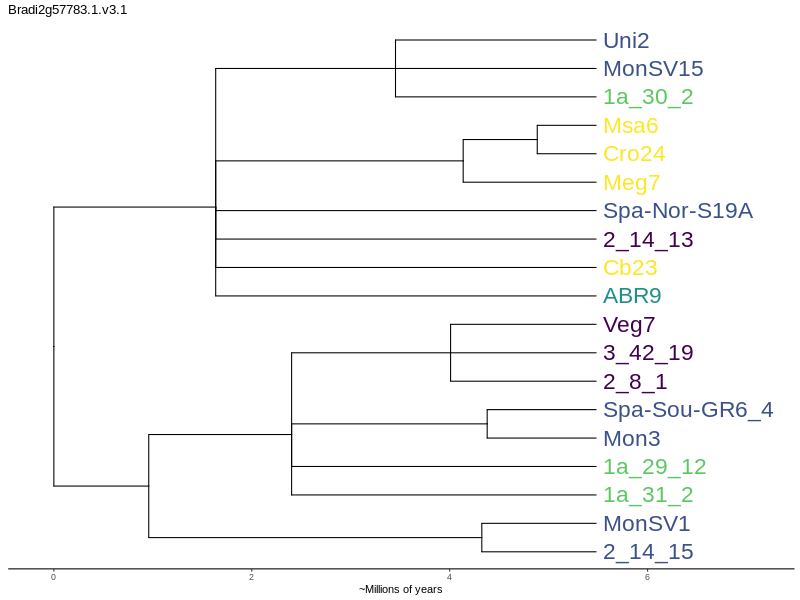 Bradi2g57783.1.v3.1
Uni2
MonSV15
1a_30_2
Msa6
Cro24
Meg7
Spa-Nor-S19A
2_14_13
Cb23
ABR9
Veg7
3_42_19
2_8_1
Spa-Sou-GR6_4
Mon3
1a_29_12
1a_31_2
MonSV1
2_14_15
0 2 4 6
~Millions of years